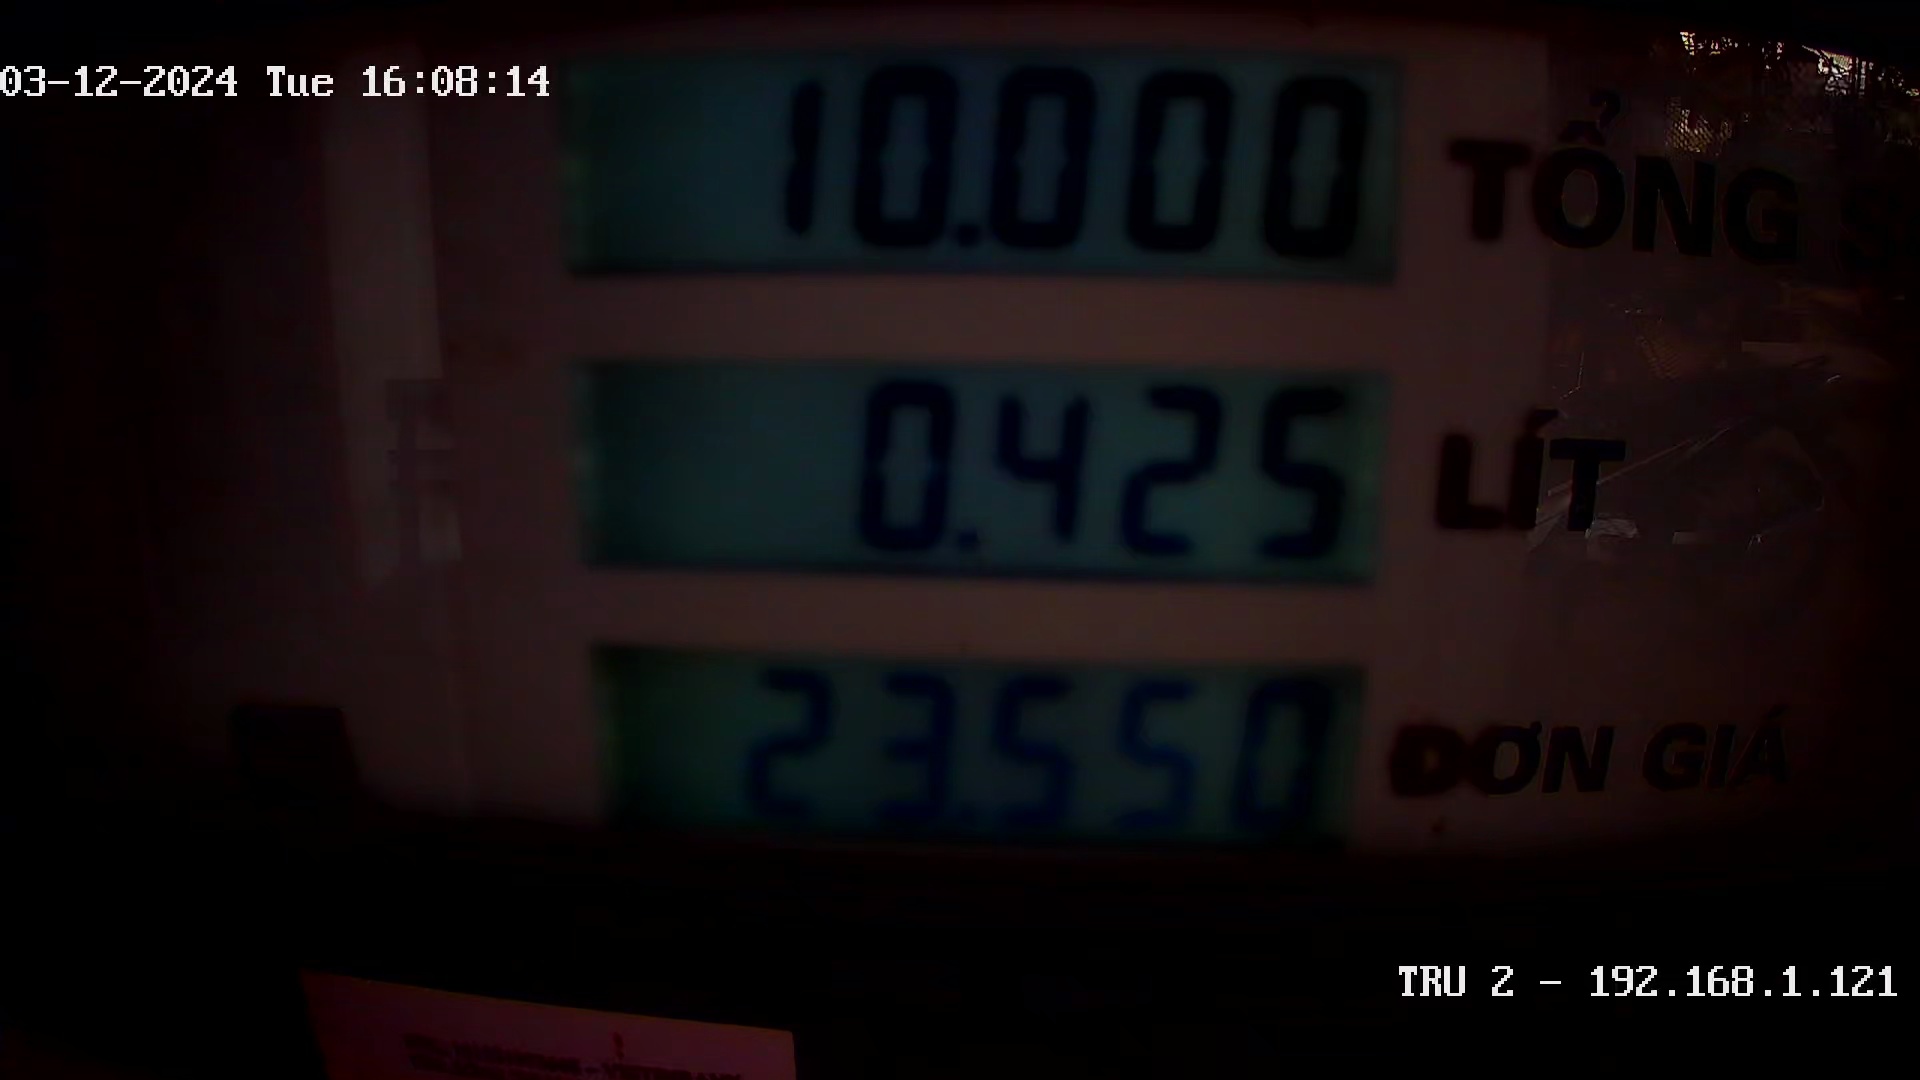 03-12-2024 Tue 16:08:14
10.000 TỔNG S
0.425 LÍT
23.550 ĐƠN GIÁ
TRU 2 - 192.168.1.121